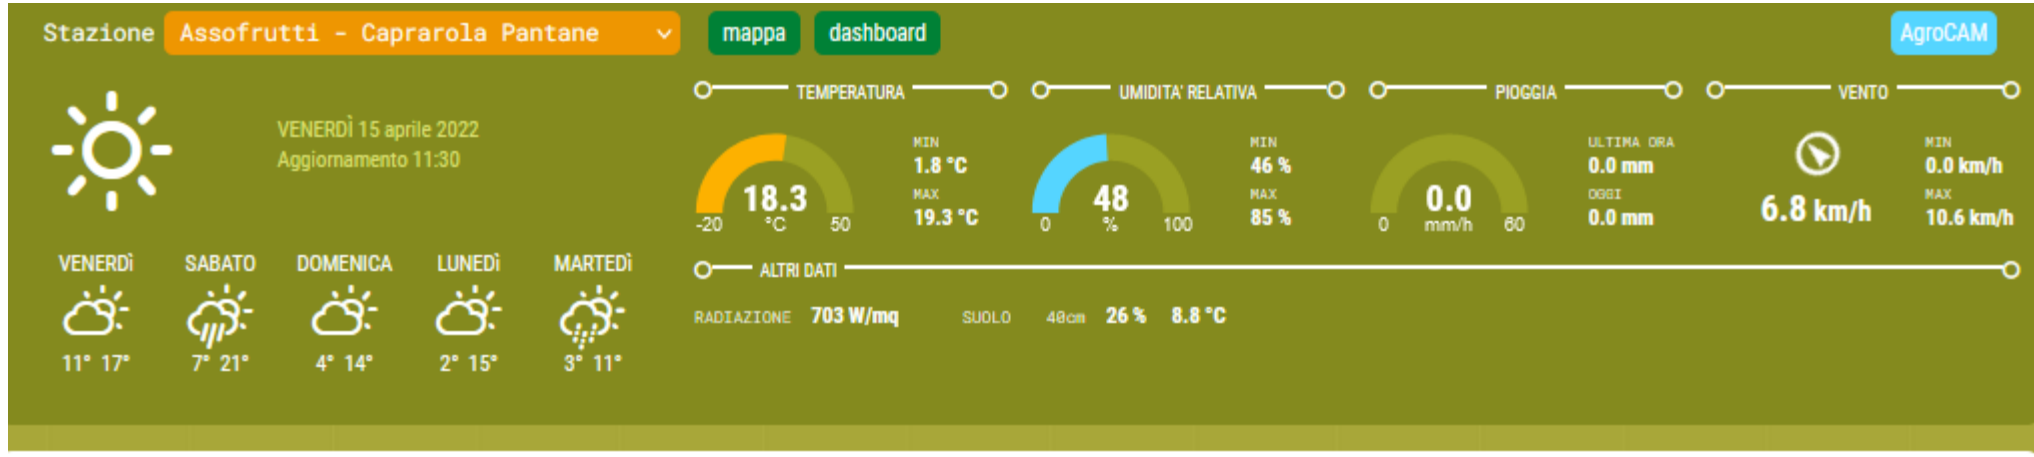 Stazione Assofrutti - Caprarola Pantane mappa dashboard AgroCAM
VENERDÌ 15 aprile 2022
Aggiornamento 11:30
VENERDì SABATO DOMENICA LUNEDì MARTEDì
11° 17° 7° 21° 4° 14° 2° 15° 3° 11°
TEMPERATURA
18.3
°C
-20 50
MIN
1.8 °C
MAX
19.3 °C
UMIDITA' RELATIVA
48
%
0 100
MIN
46 %
MAX
85 %
PIOGGIA
0.0
mm/h
0 60
ULTIMA ORA
0.0 mm
OGGI
0.0 mm
VENTO
6.8 km/h
MIN
0.0 km/h
MAX
10.6 km/h
ALTRI DATI
RADIAZIONE 703 W/mq SUOLO 40cm 26 % 8.8 °C